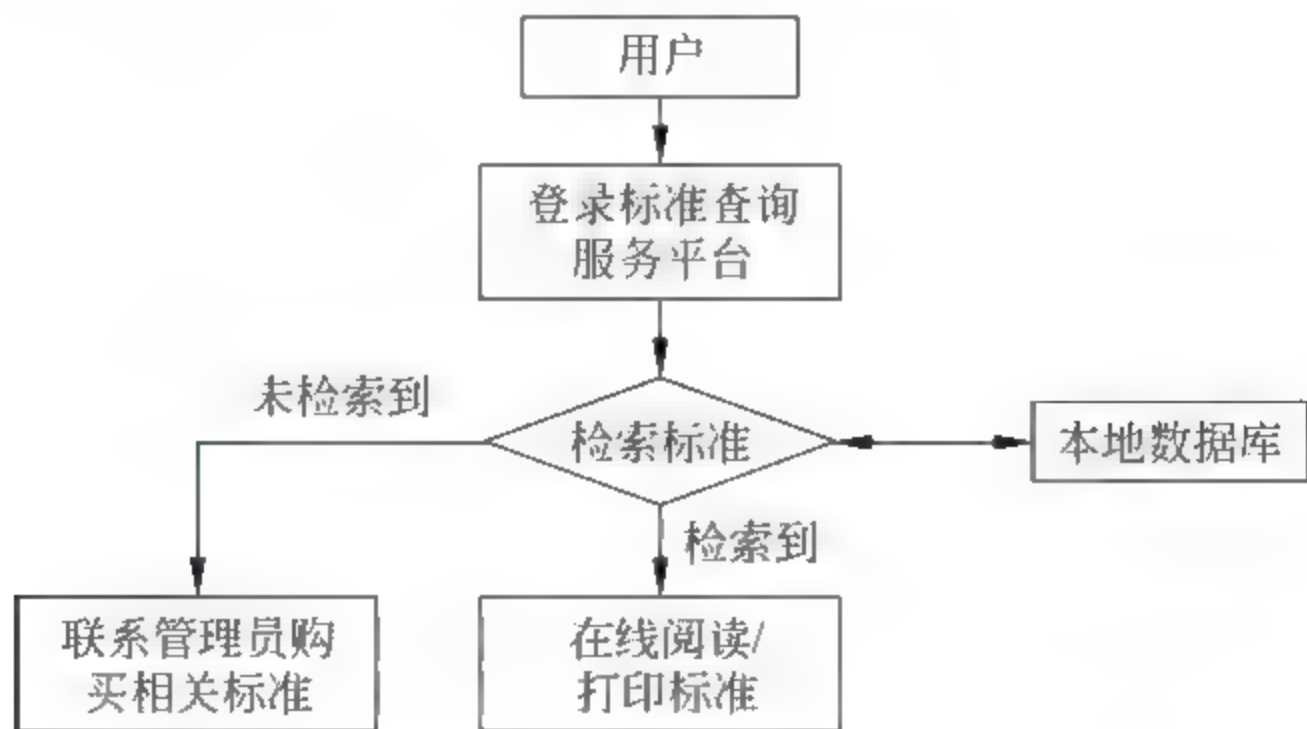 用户
登录标准查询
服务平台
未检索到
检索标准
本地数据库
检索到
联系管理员购
买相关标准
在线阅读/
打印标准